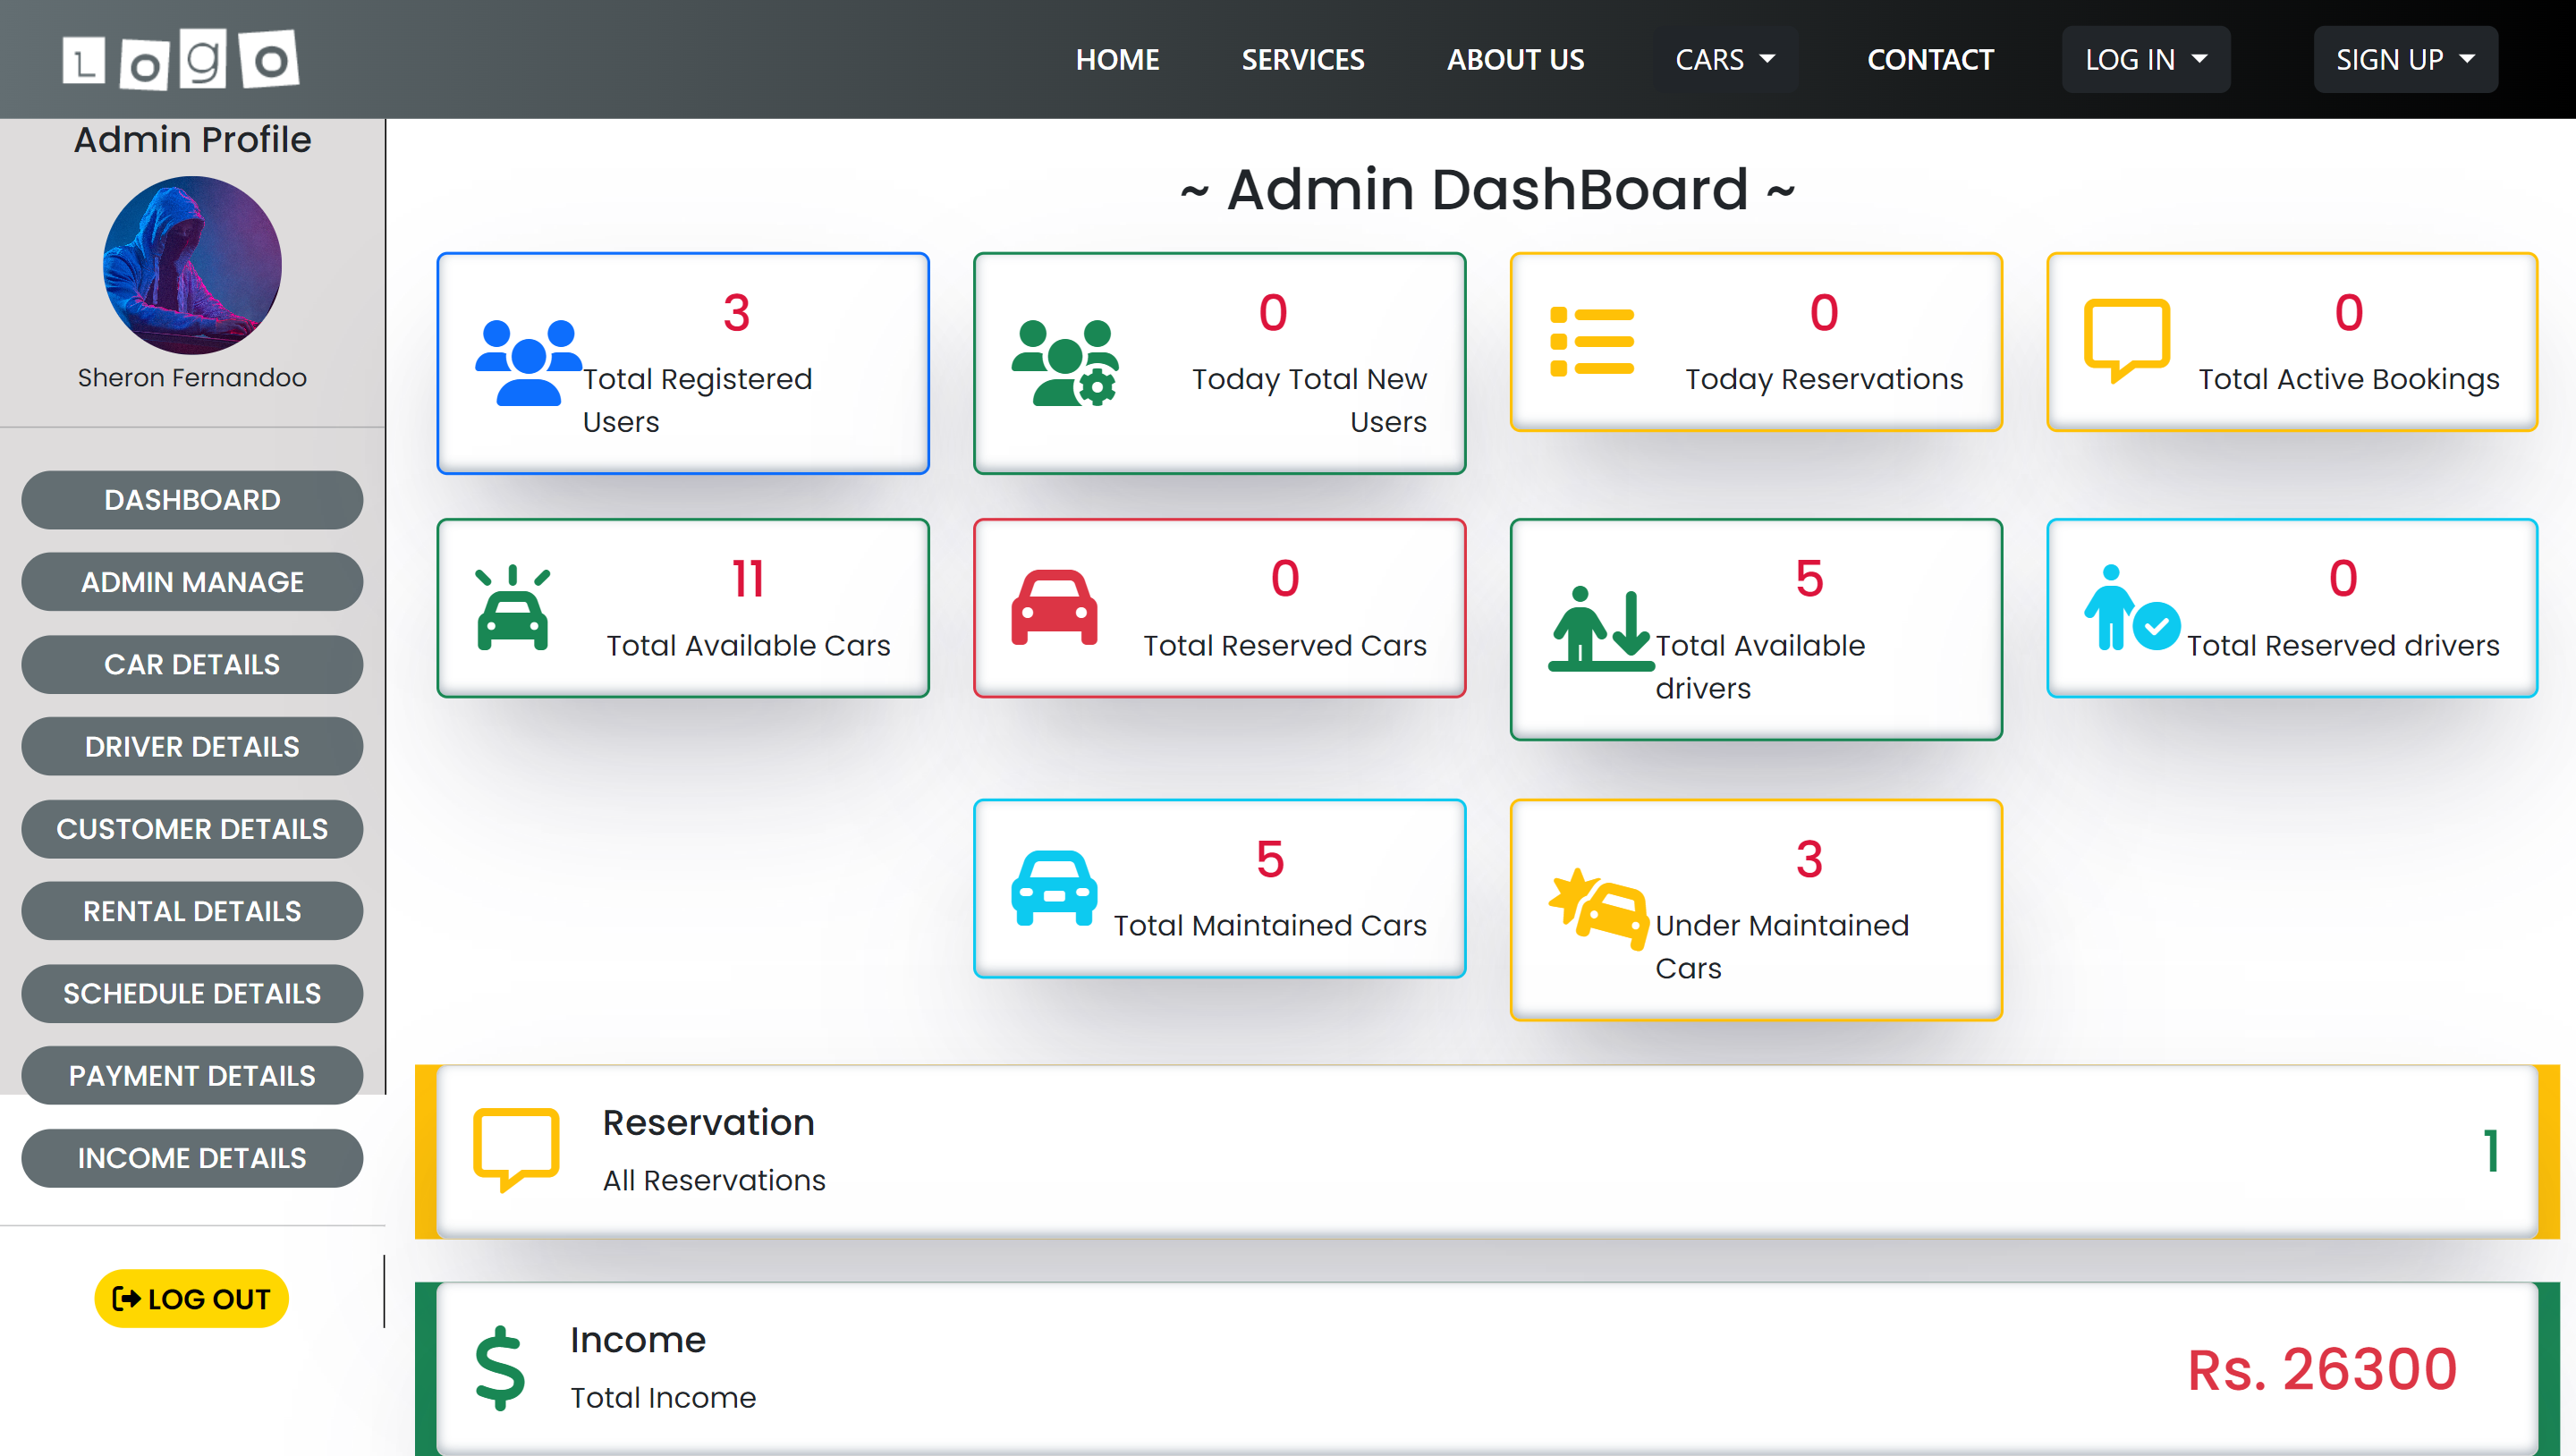 Logo
HOME
SERVICES
ABOUT US
CARS
CONTACT
LOG IN
SIGN UP
Admin Profile
Sheron Fernandoo
DASHBOARD
ADMIN MANAGE
CAR DETAILS
DRIVER DETAILS
CUSTOMER DETAILS
RENTAL DETAILS
SCHEDULE DETAILS
PAYMENT DETAILS
INCOME DETAILS
LOG OUT
~ Admin DashBoard ~
3
Total Registered
Users
0
Today Total New
Users
0
Today Reservations
0
Total Active Bookings
11
Total Available Cars
0
Total Reserved Cars
5
Total Available
drivers
0
Total Reserved drivers
5
Total Maintained Cars
3
Under Maintained
Cars
Reservation
All Reservations
1
Income
Total Income
Rs. 26300